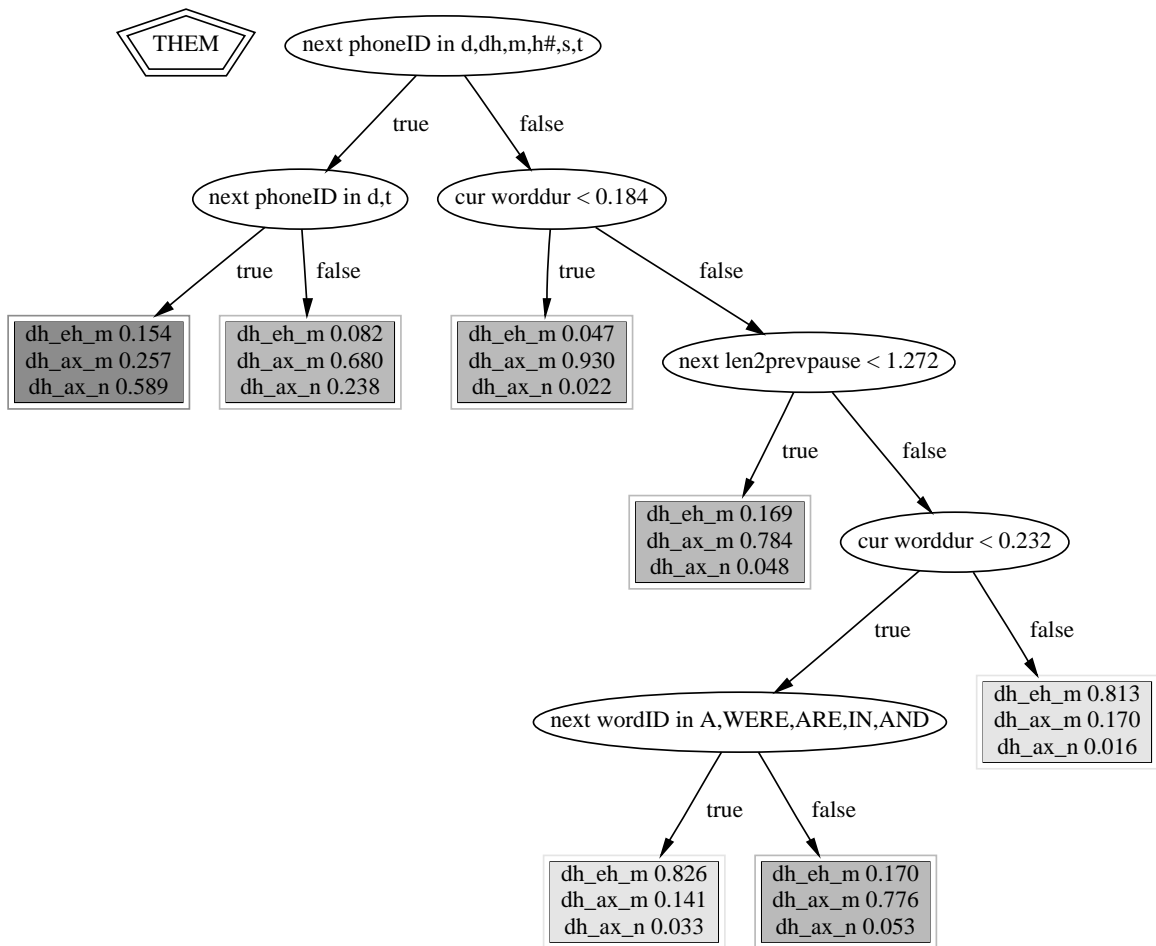 THEM
next phoneID in d,dh,m,h#,s,t
true
false
next phoneID in d,t
cur worddur < 0.184
true
false
true
false
dh_eh_m 0.154
dh_ax_m 0.257
dh_ax_n 0.589
dh_eh_m 0.082
dh_ax_m 0.680
dh_ax_n 0.238
dh_eh_m 0.047
dh_ax_m 0.930
dh_ax_n 0.022
next len2prevpause < 1.272
true
false
dh_eh_m 0.169
dh_ax_m 0.784
dh_ax_n 0.048
cur worddur < 0.232
true
false
next wordID in A,WERE,ARE,IN,AND
dh_eh_m 0.813
dh_ax_m 0.170
dh_ax_n 0.016
true
false
dh_eh_m 0.826
dh_ax_m 0.141
dh_ax_n 0.033
dh_eh_m 0.170
dh_ax_m 0.776
dh_ax_n 0.053